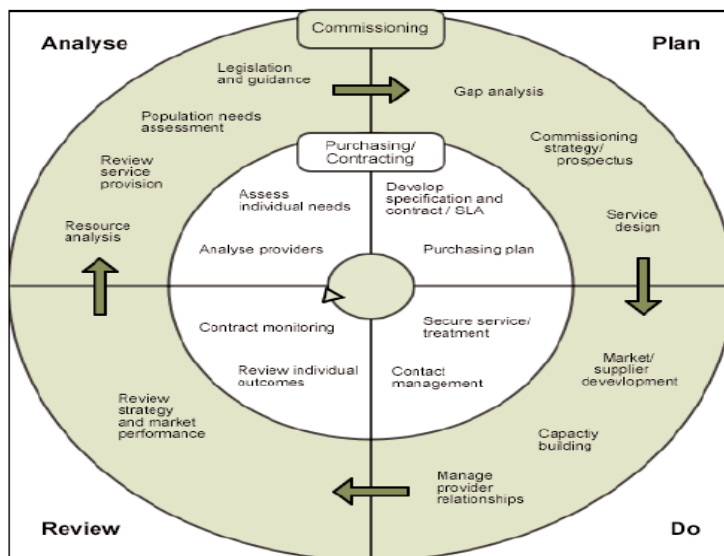 Analyse
Commissioning
Plan
Legislation
and guidance
Gap analysis
Population needs
assessment
Commissioning
strategy/
prospectus
Review
service
provision
Purchasing/
Contracting
Assess
individual needs
Develop
specification and
contract / SLA
Resource
analysis
Service
design
Analyse providers
Purchasing plan
Contract monitoring
Secure service/
treatment
Review individual
outcomes
Contact
management
Market/
supplier
devevlopment
Review
strategy
and market
performance
Capactiy
building
Manage
provider
relationships
Review
Do